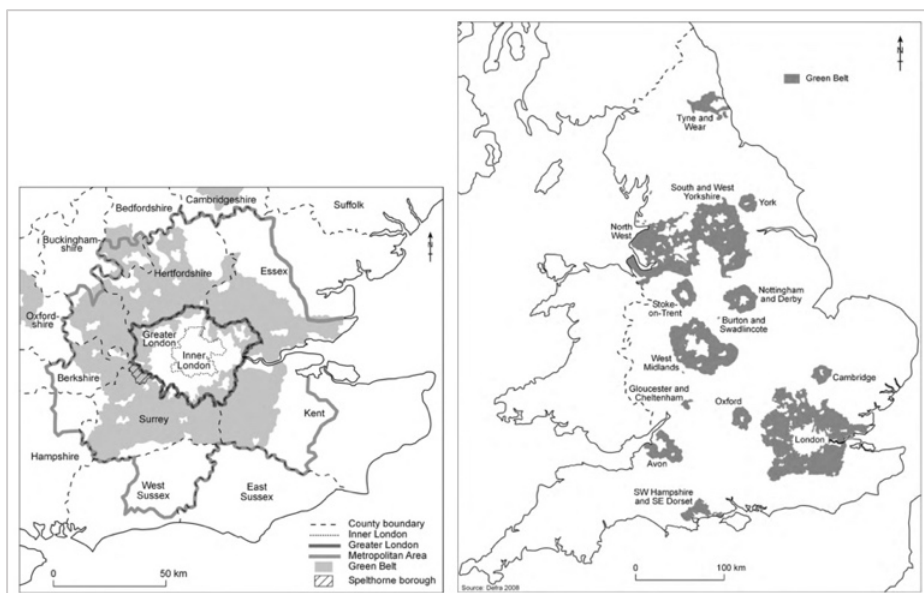 Cambridgeshire
Bedfordshire
Suffolk
Buckingham-
shire
N
Hertfordshire
Essex
Oxford-
shire
Greater
London
Inner
London
Berkshire
Surrey
Kent
Hampshire
West
Sussex
East
Sussex
County boundary
Inner London
Greater London
Metropolitan Area
Green Belt
Spelthorne borough
0
50 km
N
Green Belt
Tyne and
Wear
South and West
Yorkshire
York
North
West
Stoke-
on-Trent
Nottingham
and Derby
Burton and
Swadlincote
West
Midlands
Cambridge
Gloucester and
Cheltenham
Oxford
London
Avon
SW Hampshire
and SE Dorset
0
100 km
Source: Defra 2008